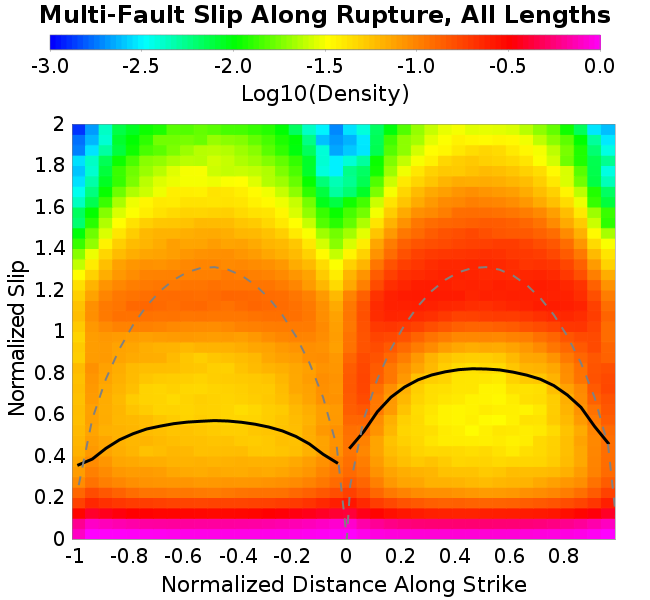 Multi-Fault Slip Along Rupture, All Lengths
-3.0 -2.5 -2.0 -1.5 -1.0 -0.5 0.0
Log10(Density)
2
1.8
1.6
1.4
1.2
1
0.8
0.6
0.4
0.2
0
Normalized Slip
-1 -0.8 -0.6 -0.4 -0.2 0 0.2 0.4 0.6 0.8
Normalized Distance Along Strike